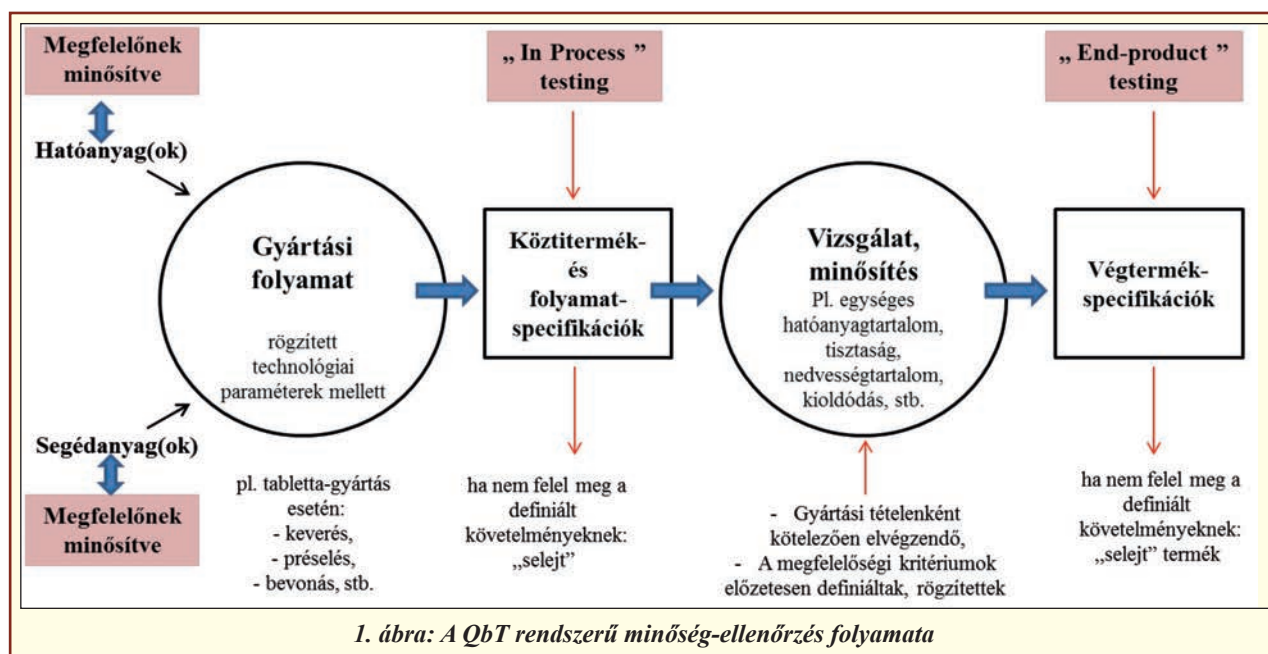 Megfelelőnek
minősítve
Hatóanyag(ok)
Segédanyag(ok)
Megfelelőnek
minősítve
Gyártási
folyamat
rögzített
technológiai
paraméterek mellett
pl. tabletta-gyártás
esetén:
- keverés,
- préselés,
- bevonás, stb.
„ In Process ”
testing
Köztitermék-
és
folyamat-
specifikációk
ha nem felel meg a
definiált
követelményeknek:
„selejt”
Vizsgálat,
minősítés
Pl. egységes
hatóanyagtartalom,
tisztaság,
nedvességtartalom,
kioldódás, stb.
- Gyártási tételenként
kötelezően elvégzendő,
- A megfelelőségi kritériumok
előzetesen definiáltak, rögzítettek
„ End-product ”
testing
Végtermék-
specifikációk
ha nem felel meg a
definiált
követelményeknek:
„selejt” termék
1. ábra: A QbT rendszerű minőség-ellenőrzés folyamata